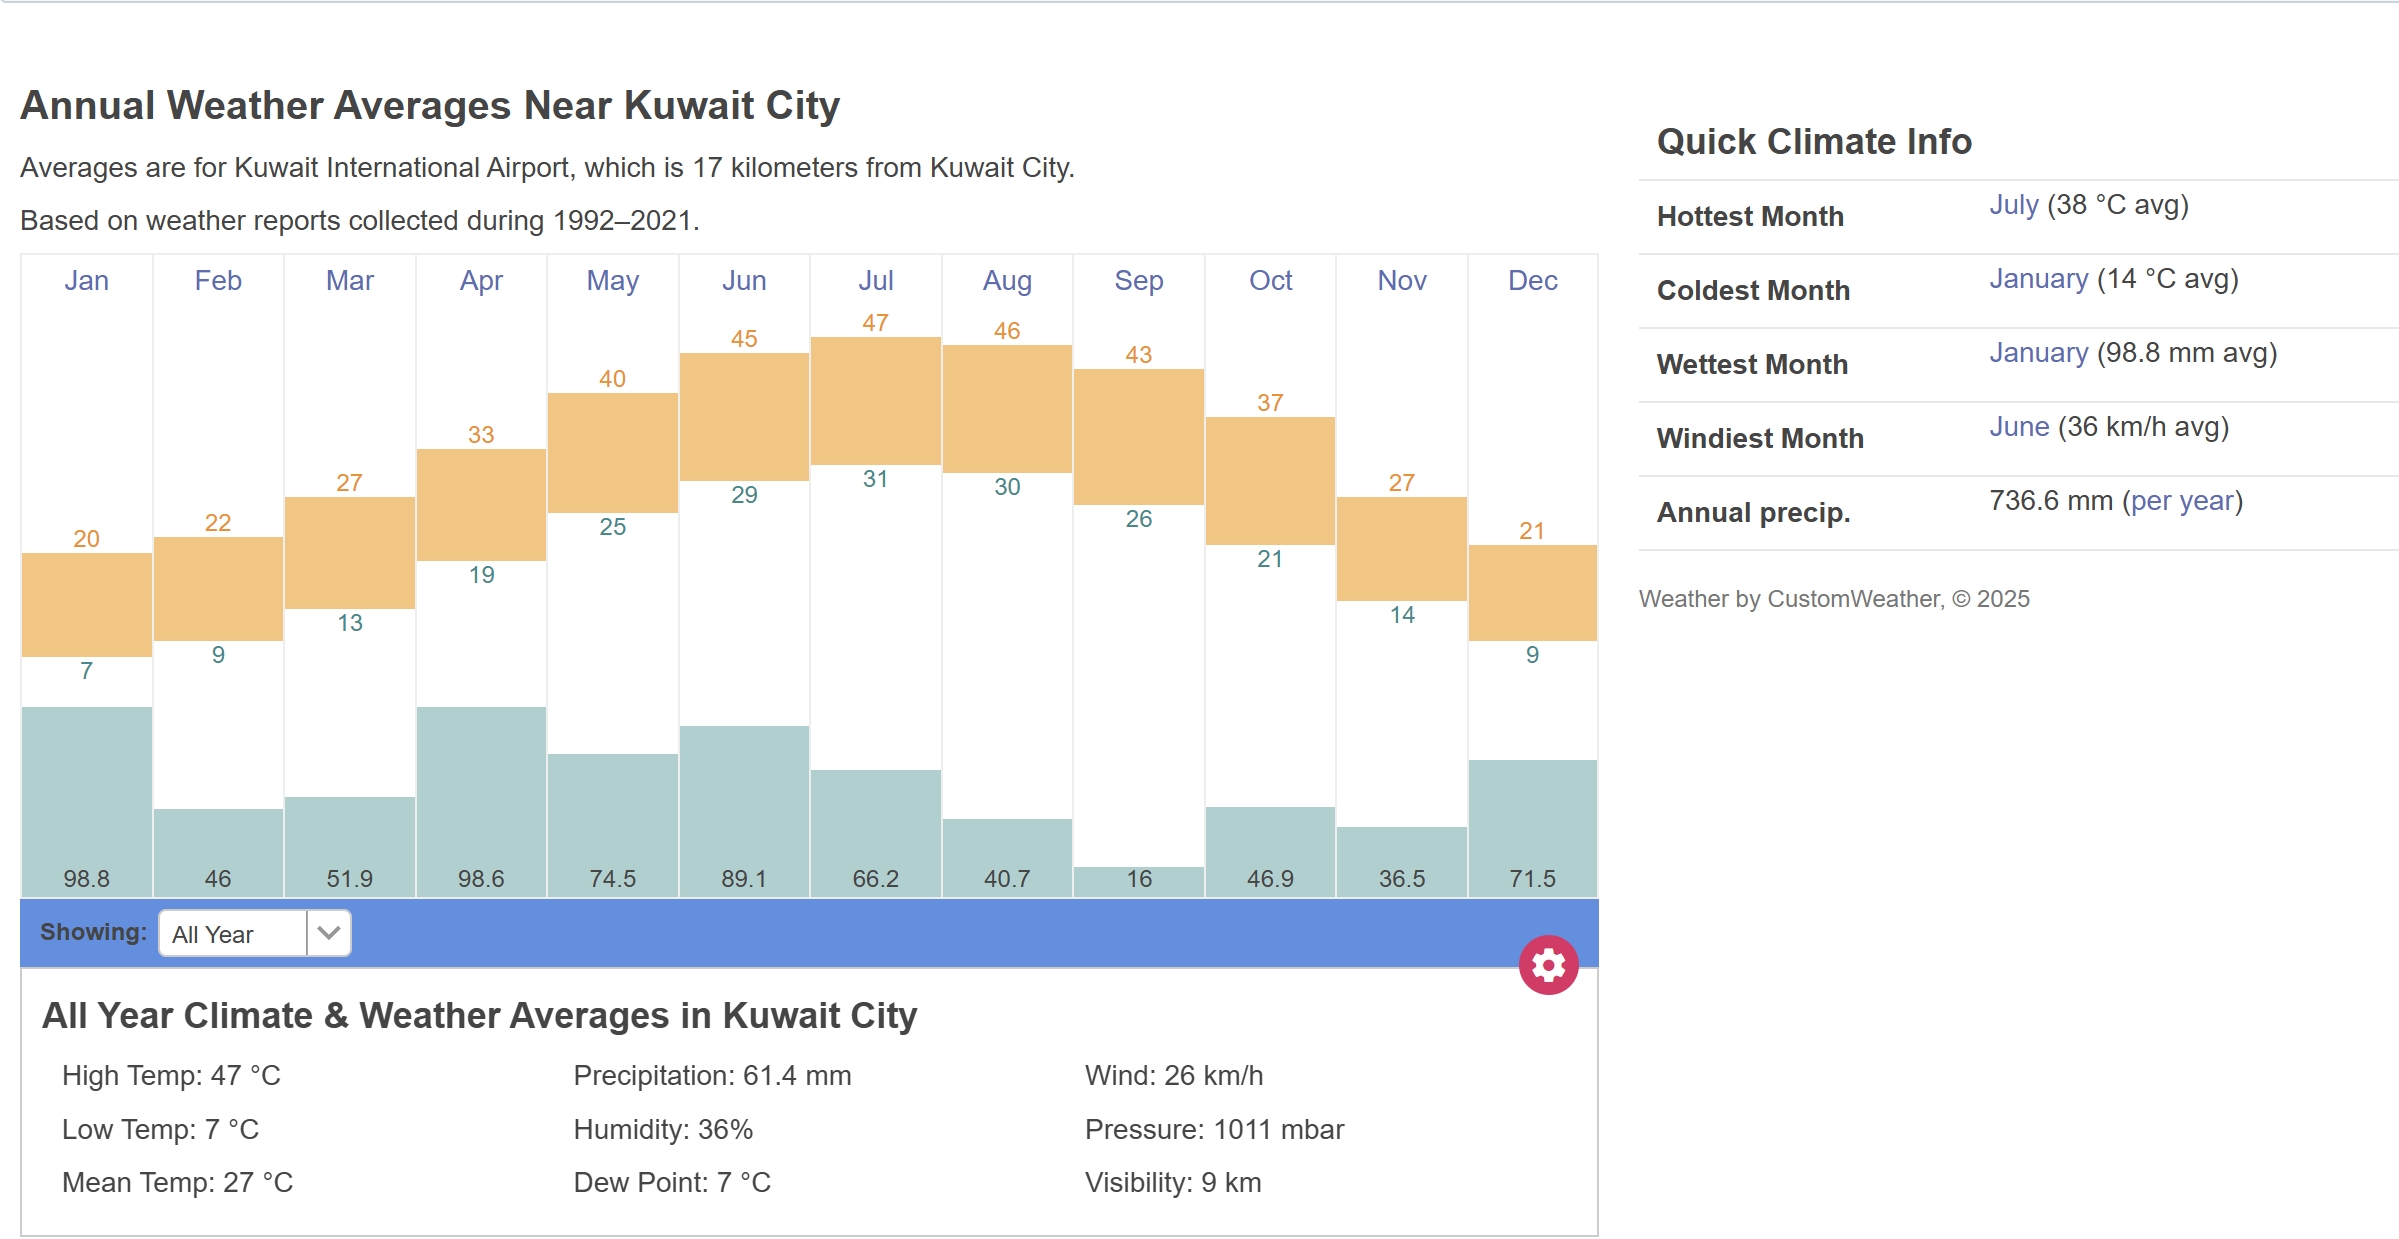 Annual Weather Averages Near Kuwait City
Averages are for Kuwait International Airport, which is 17 kilometers from Kuwait City.
Based on weather reports collected during 1992–2021.
Jan Feb Mar Apr May Jun Jul Aug Sep Oct Nov Dec
20 22 27 33 40 45 47 46 43 37 27 21
7 9 13 19 25 29 31 30 26 21 14 9
98.8 46 51.9 98.6 74.5 89.1 66.2 40.7 16 46.9 36.5 71.5
Showing: All Year
All Year Climate & Weather Averages in Kuwait City
High Temp: 47 °C Precipitation: 61.4 mm Wind: 26 km/h
Low Temp: 7 °C Humidity: 36% Pressure: 1011 mbar
Mean Temp: 27 °C Dew Point: 7 °C Visibility: 9 km
Quick Climate Info
Hottest Month July (38 °C avg)
Coldest Month January (14 °C avg)
Wettest Month January (98.8 mm avg)
Windiest Month June (36 km/h avg)
Annual precip. 736.6 mm (per year)
Weather by CustomWeather, © 2025